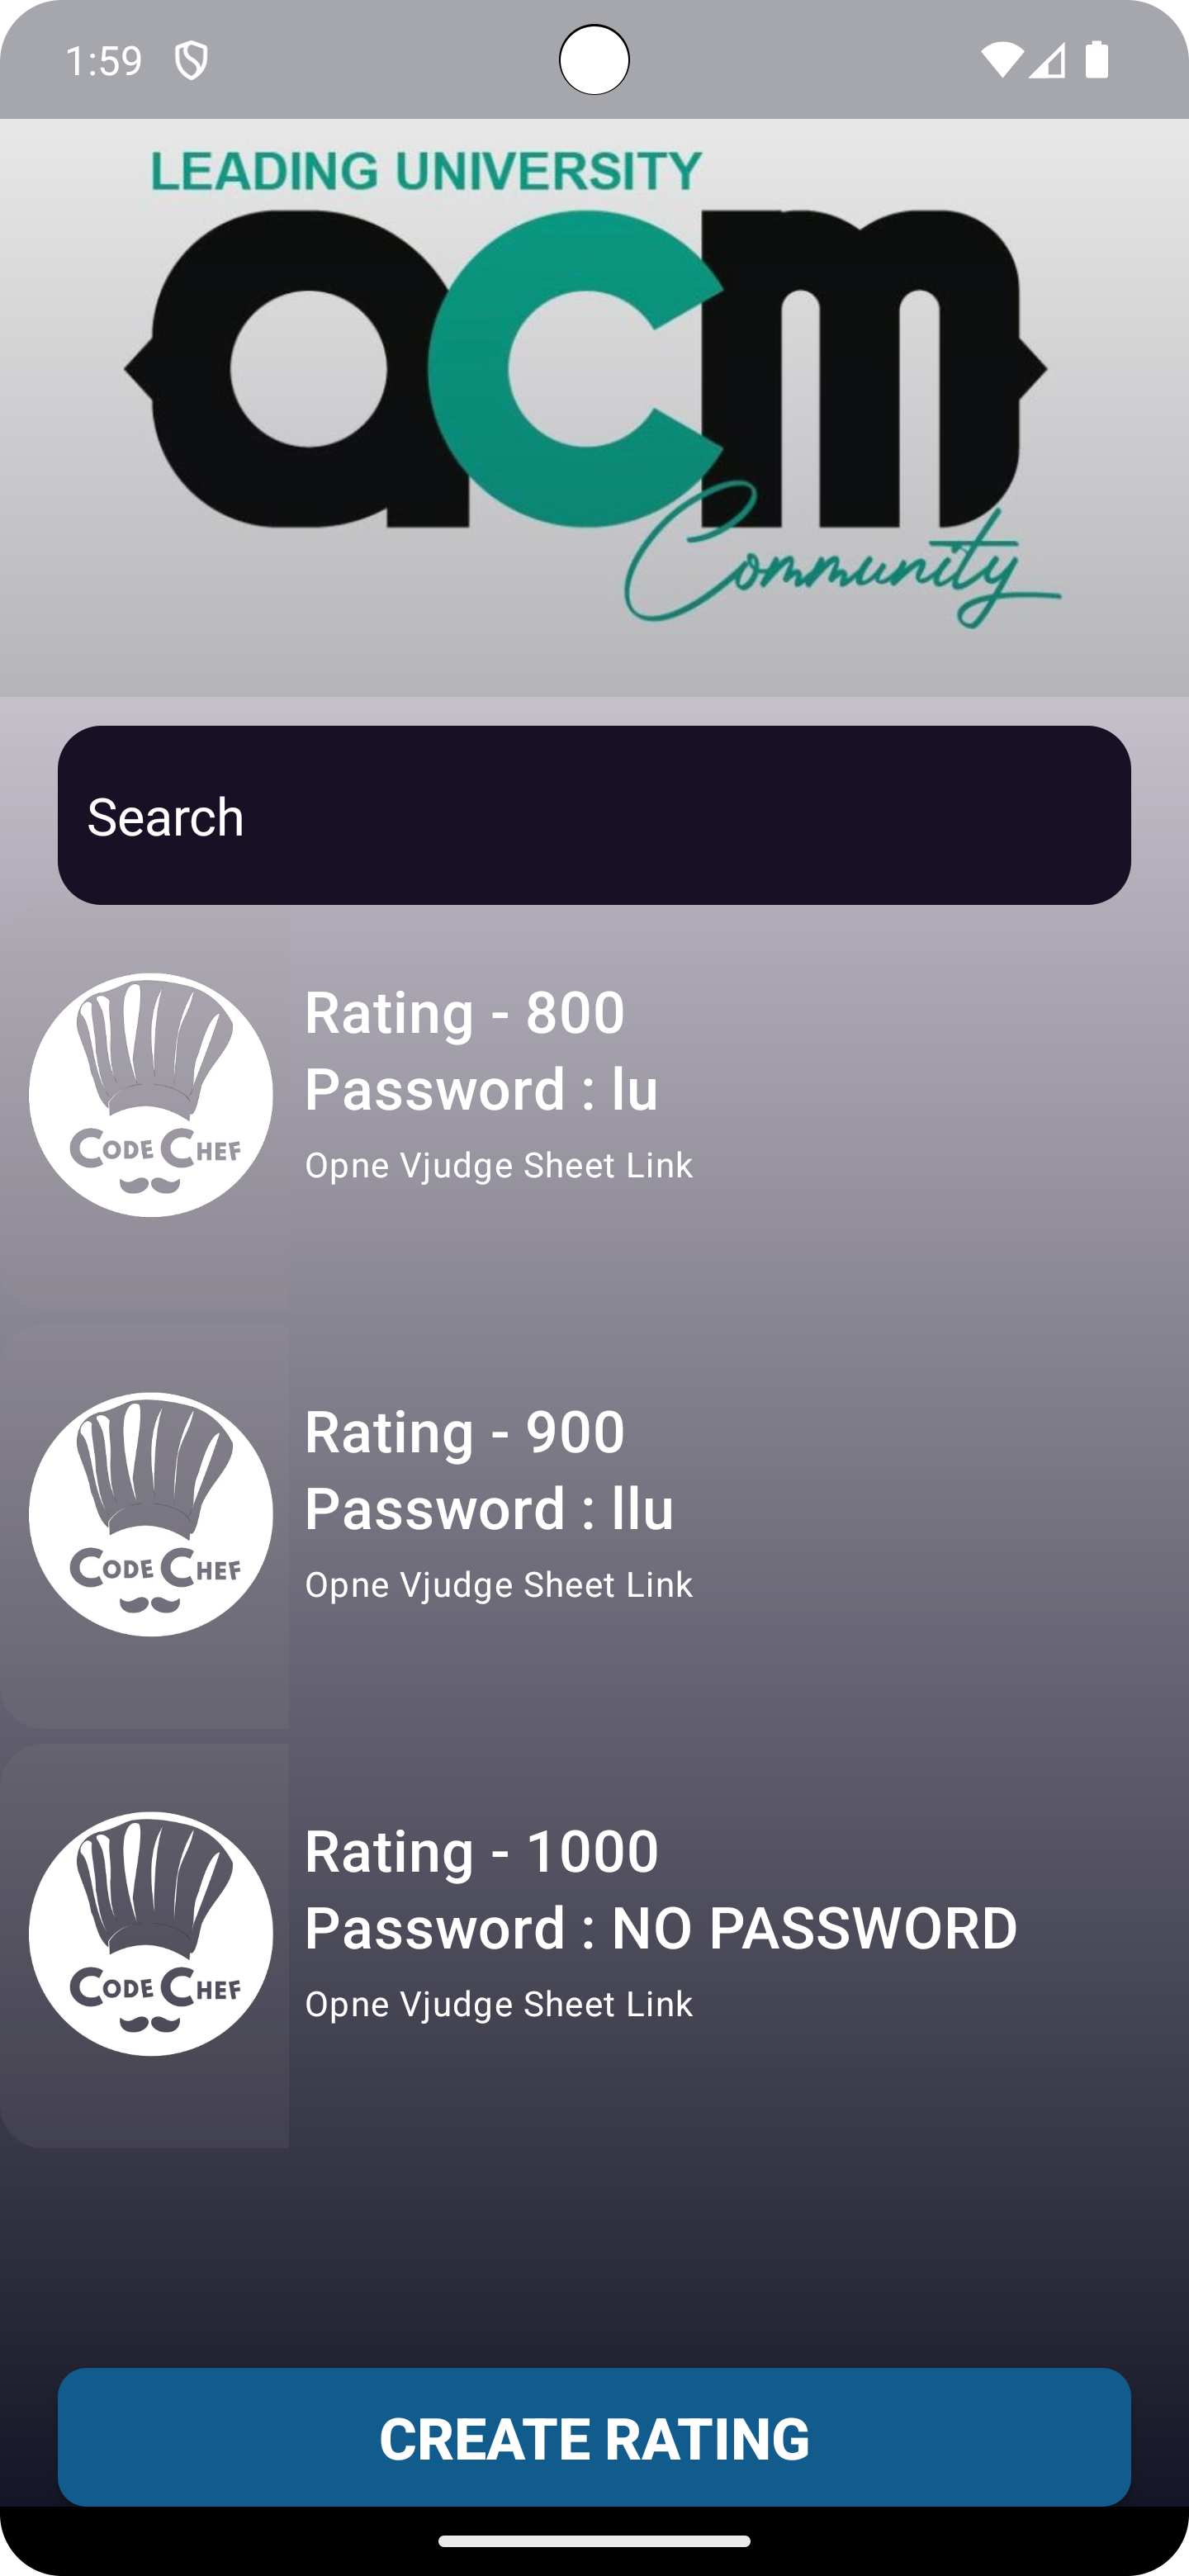 1:59
LEADING UNIVERSITY
acm
Community
Search
CODE CHEF
Rating - 800
Password : lu
Opne Vjudge Sheet Link
CODE CHEF
Rating - 900
Password : llu
Opne Vjudge Sheet Link
CODE CHEF
Rating - 1000
Password : NO PASSWORD
Opne Vjudge Sheet Link
CREATE RATING